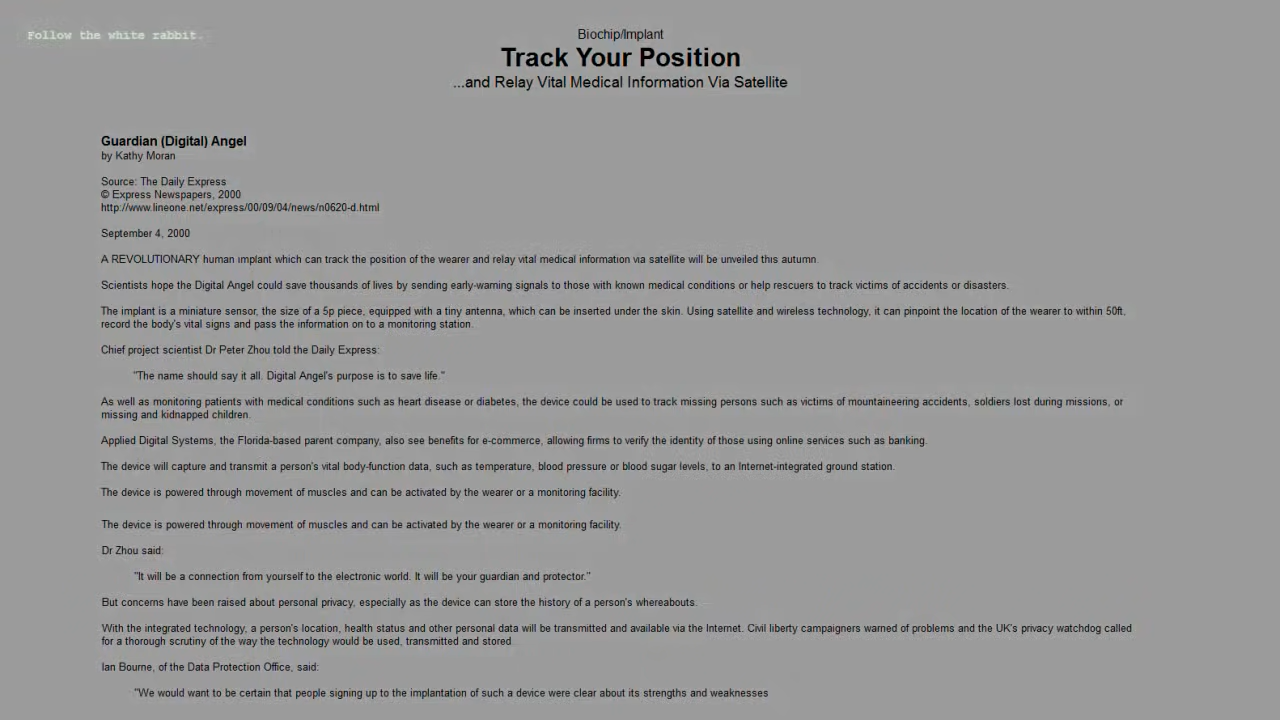 Follow the white rabbit.
Biochip/Implant
Track Your Position
...and Relay Vital Medical Information Via Satellite
Guardian (Digital) Angel
by Kathy Moran
Source: The Daily Express
© Express Newspapers, 2000
http://www.lineone.net/express/00/09/04/news/n0620-d.html
September 4, 2000
A REVOLUTIONARY human implant which can track the position of the wearer and relay vital medical information via satellite will be unveiled this autumn.
Scientists hope the Digital Angel could save thousands of lives by sending early-warning signals to those with known medical conditions or help rescuers to track victims of accidents or disasters.
The implant is a miniature sensor, the size of a 5p piece, equipped with a tiny antenna, which can be inserted under the skin. Using satellite and wireless technology, it can pinpoint the location of the wearer to within 50ft,
record the body's vital signs and pass the information on to a monitoring station.
Chief project scientist Dr Peter Zhou told the Daily Express:
"The name should say it all. Digital Angel's purpose is to save life."
As well as monitoring patients with medical conditions such as heart disease or diabetes, the device could be used to track missing persons such as victims of mountaineering accidents, soldiers lost during missions, or
missing and kidnapped children.
Applied Digital Systems, the Florida-based parent company, also see benefits for e-commerce, allowing firms to verify the identity of those using online services such as banking.
The device will capture and transmit a person's vital body-function data, such as temperature, blood pressure or blood sugar levels, to an Internet-integrated ground station.
The device is powered through movement of muscles and can be activated by the wearer or a monitoring facility.
The device is powered through movement of muscles and can be activated by the wearer or a monitoring facility.
Dr Zhou said:
"It will be a connection from yourself to the electronic world. It will be your guardian and protector."
But concerns have been raised about personal privacy, especially as the device can store the history of a person's whereabouts.
With the integrated technology, a person's location, health status and other personal data will be transmitted and available via the Internet. Civil liberty campaigners warned of problems and the UK's privacy watchdog called
for a thorough scrutiny of the way the technology would be used, transmitted and stored.
Ian Bourne, of the Data Protection Office, said:
"We would want to be certain that people signing up to the implantation of such a device were clear about its strengths and weaknesses